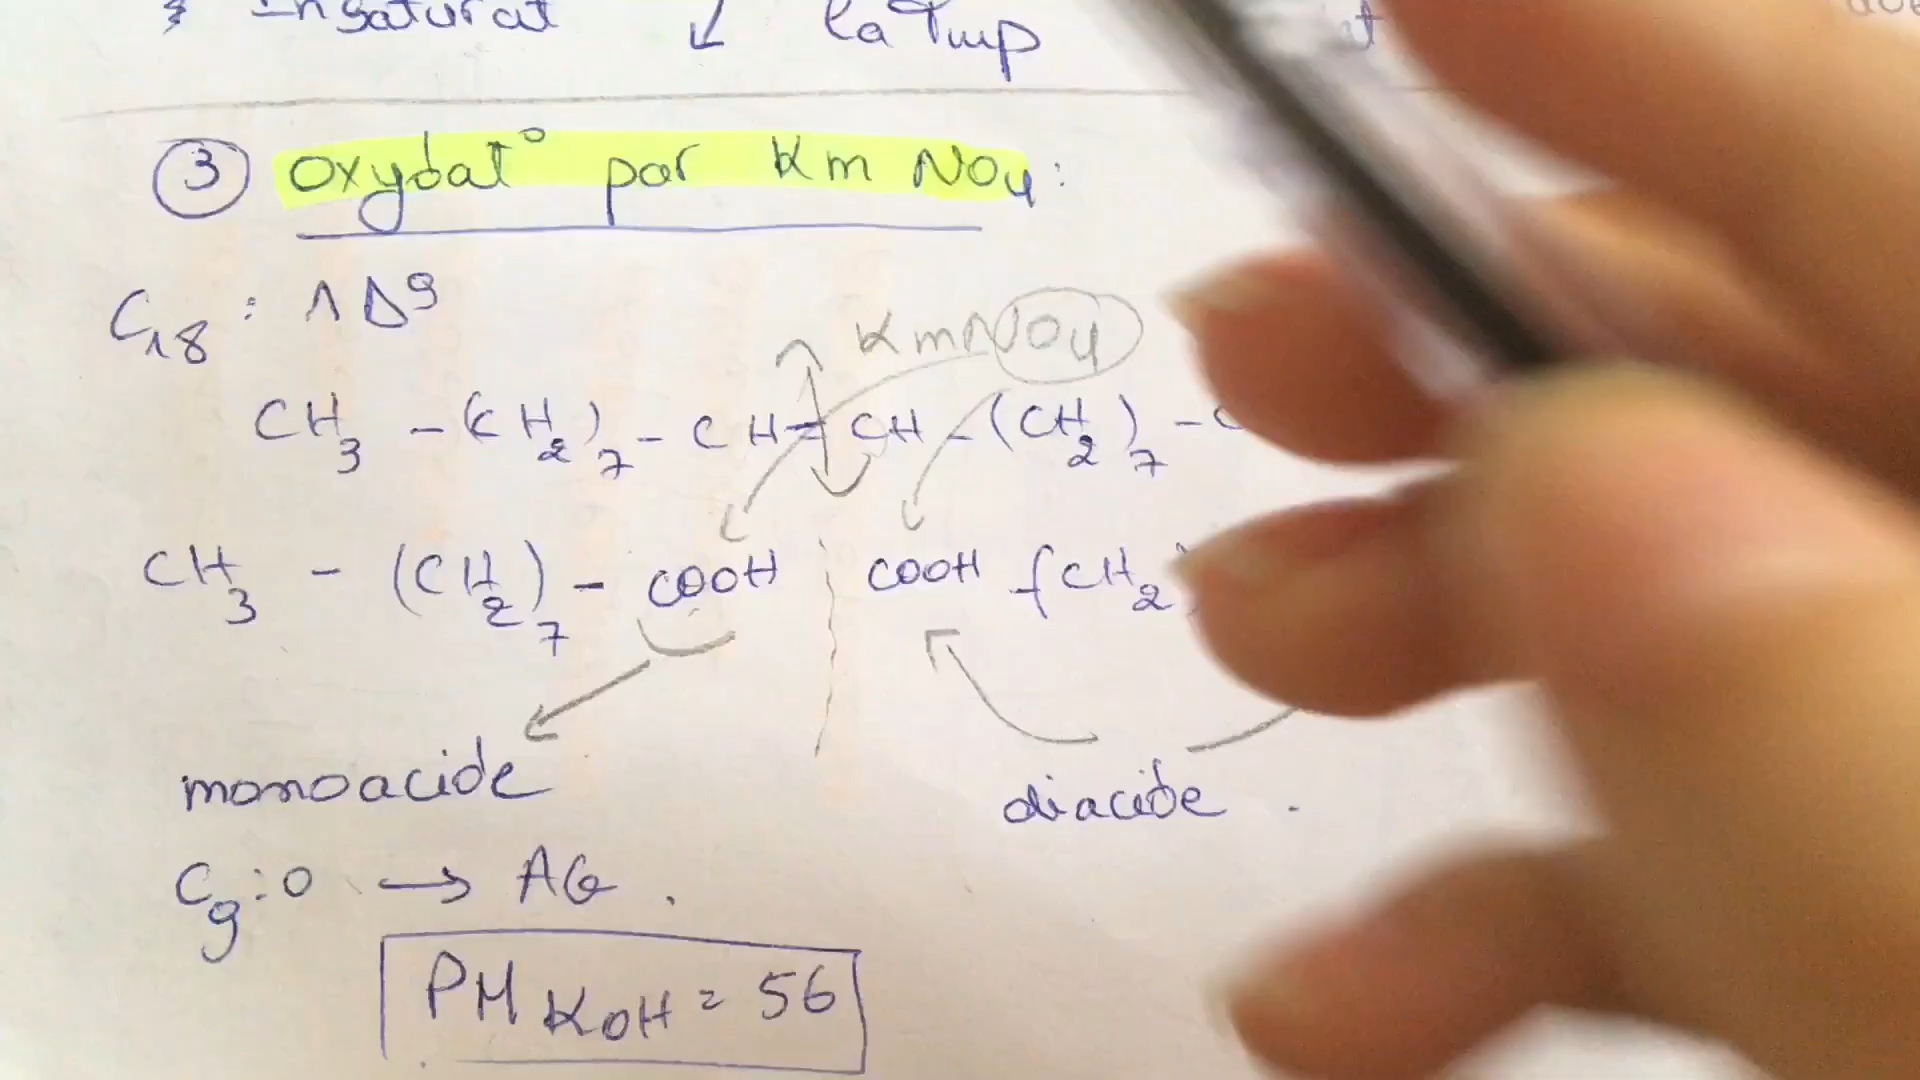 Insaturat ↓ la Tmp
③ oxydat° par KmNO4:
C18 : 1Δ9
KmNO4
CH3 - (CH2)7 - CH = CH - (CH2)7 - C
CH3 - (CH2)7 - COOH COOH - (CH2)
monoacide diacide .
C9:0 → AG .
PM KOH = 56